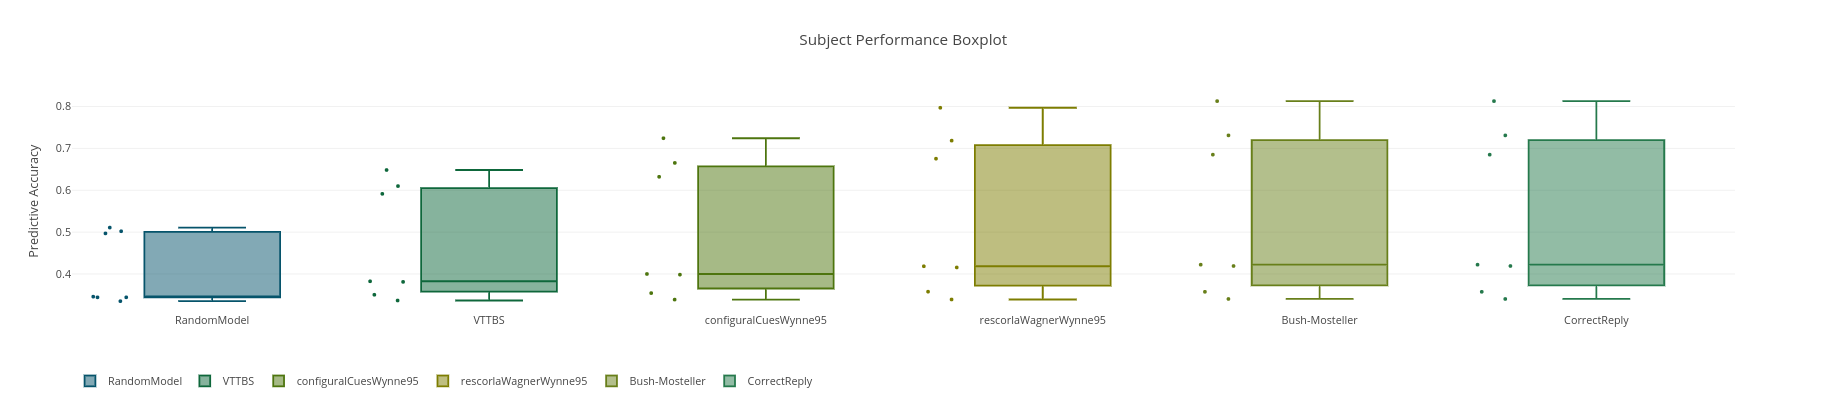 Subject Performance Boxplot
Predictive Accuracy
0.8
0.7
0.6
0.5
0.4
RandomModel VTTBS configuralCuesWynne95 rescorlaWagnerWynne95 Bush-Mosteller CorrectReply
RandomModel VTTBS configuralCuesWynne95 rescorlaWagnerWynne95 Bush-Mosteller CorrectReply